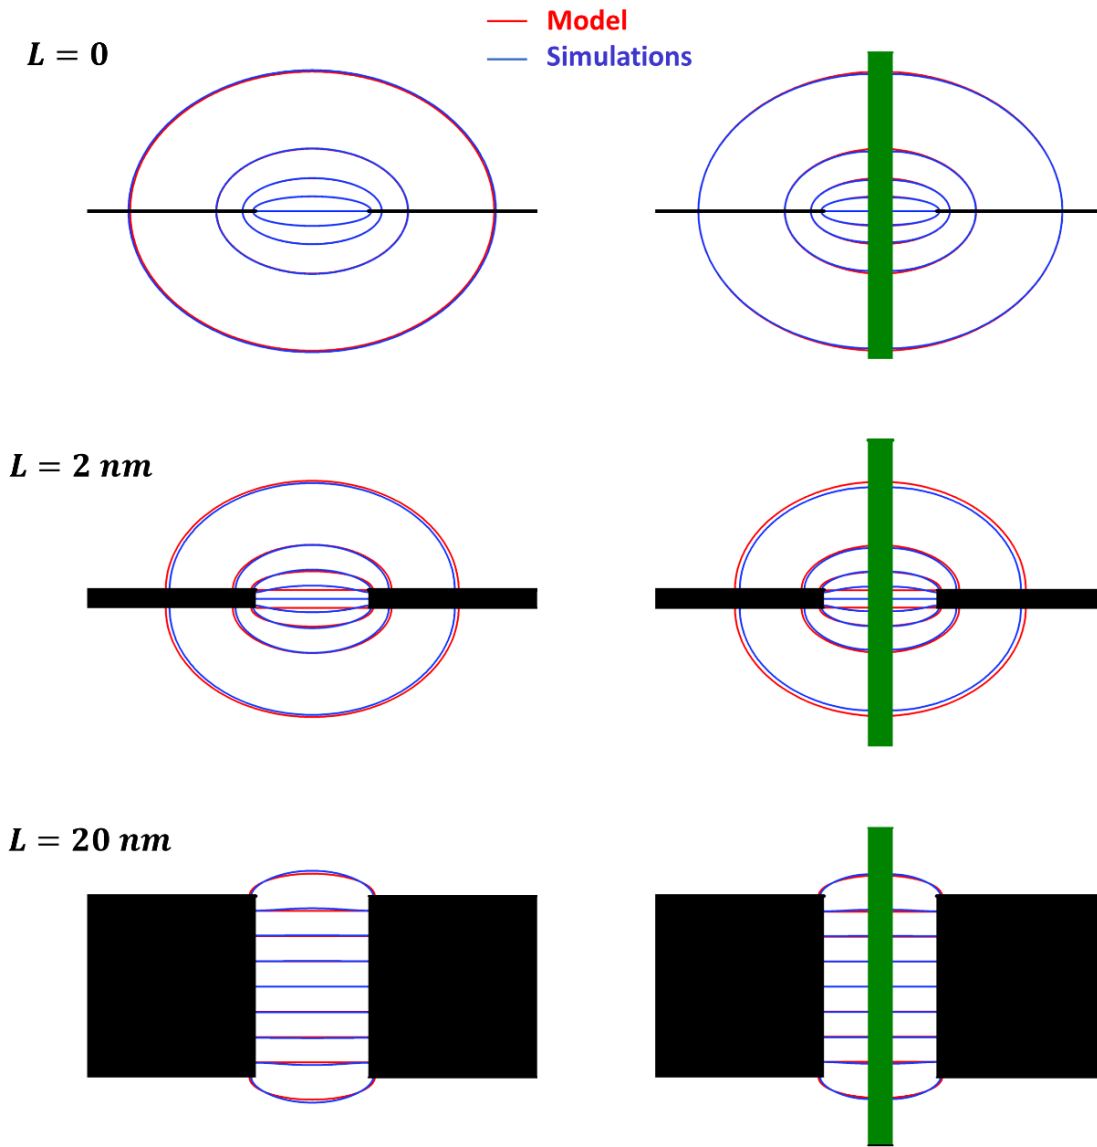 Model
L = 0
Simulations
L = 2 nm
L = 20 nm